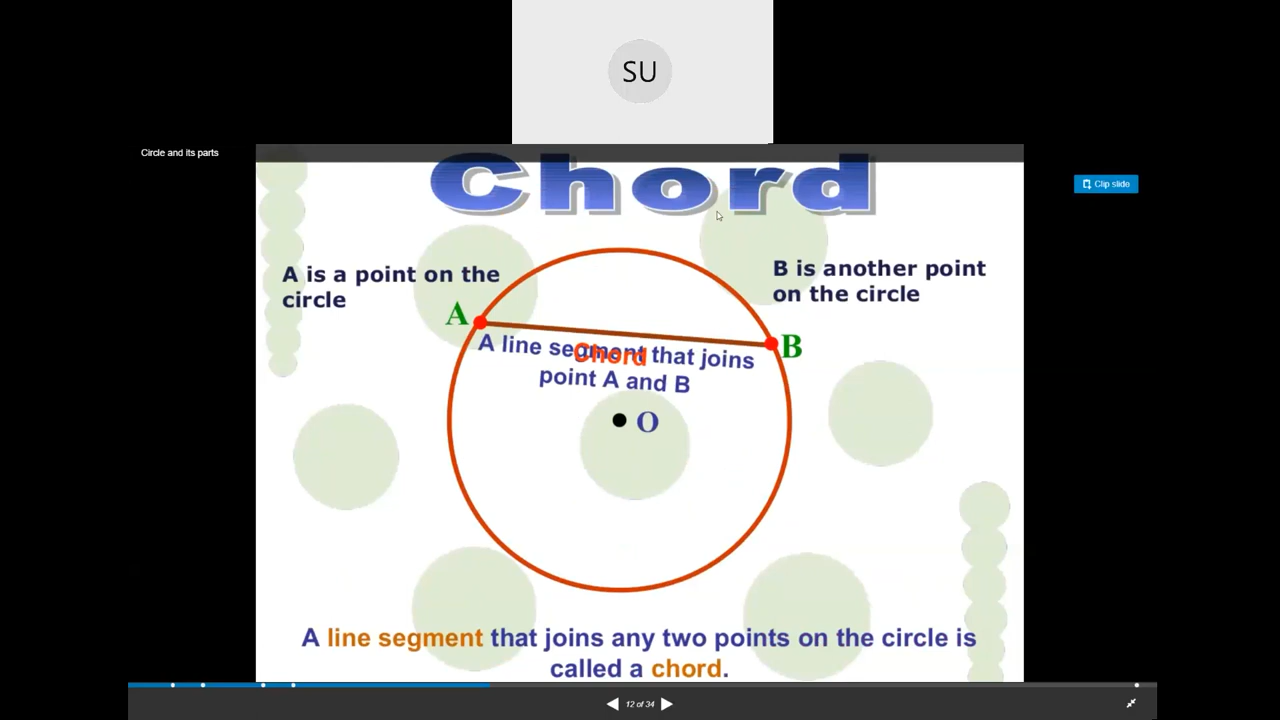 SU
Circle and its parts
Clip slide
Chord
A is a point on the
circle
B is another point
on the circle
A
B
A line segment that joins
Chord
point A and B
O
A line segment that joins any two points on the circle is
called a chord.
12 of 34